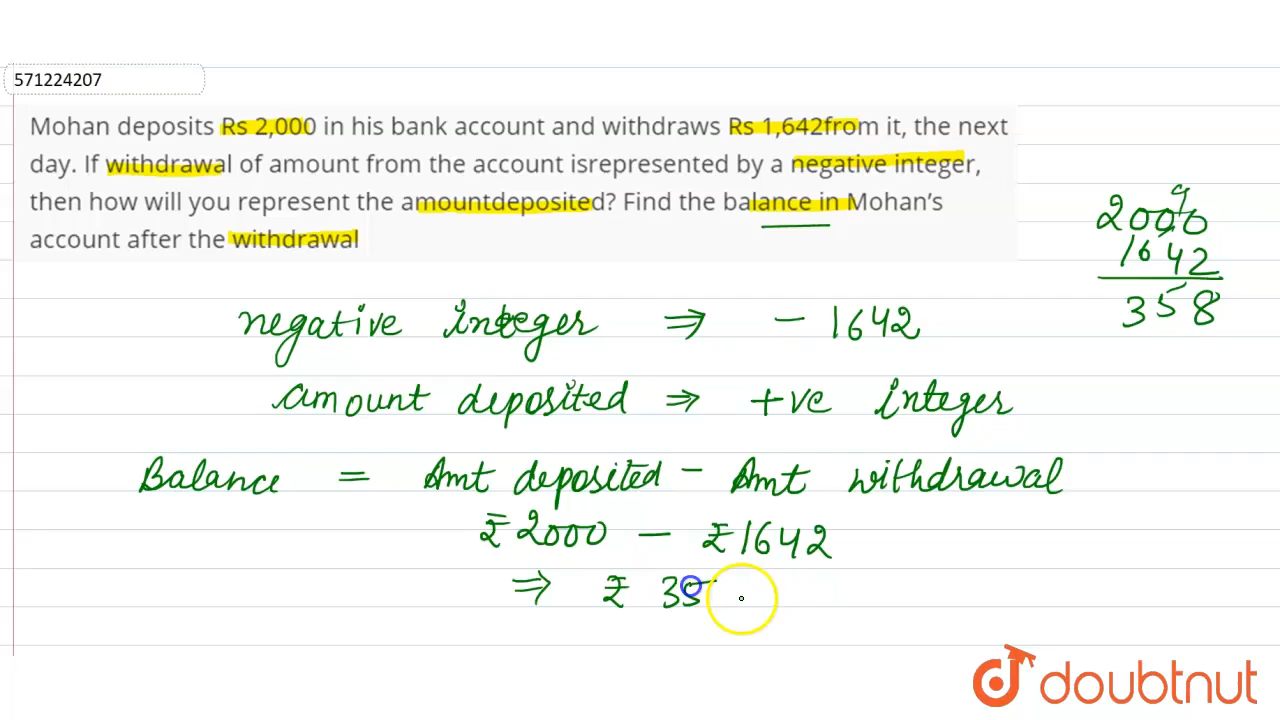 571224207
Mohan deposits Rs 2,000 in his bank account and withdraws Rs 1,642from it, the next
day. If withdrawal of amount from the account isrepresented by a negative integer,
then how will you represent the amountdeposited? Find the balance in Mohan's
account after the withdrawal
9
2000
1642
358
negative integer ⇒ - 1642
amount deposited ⇒ +ve integer
Balance = Amt deposited - Amt withdrawal
₹ 2000 - ₹ 1642
⇒ ₹ 35
doubtnut